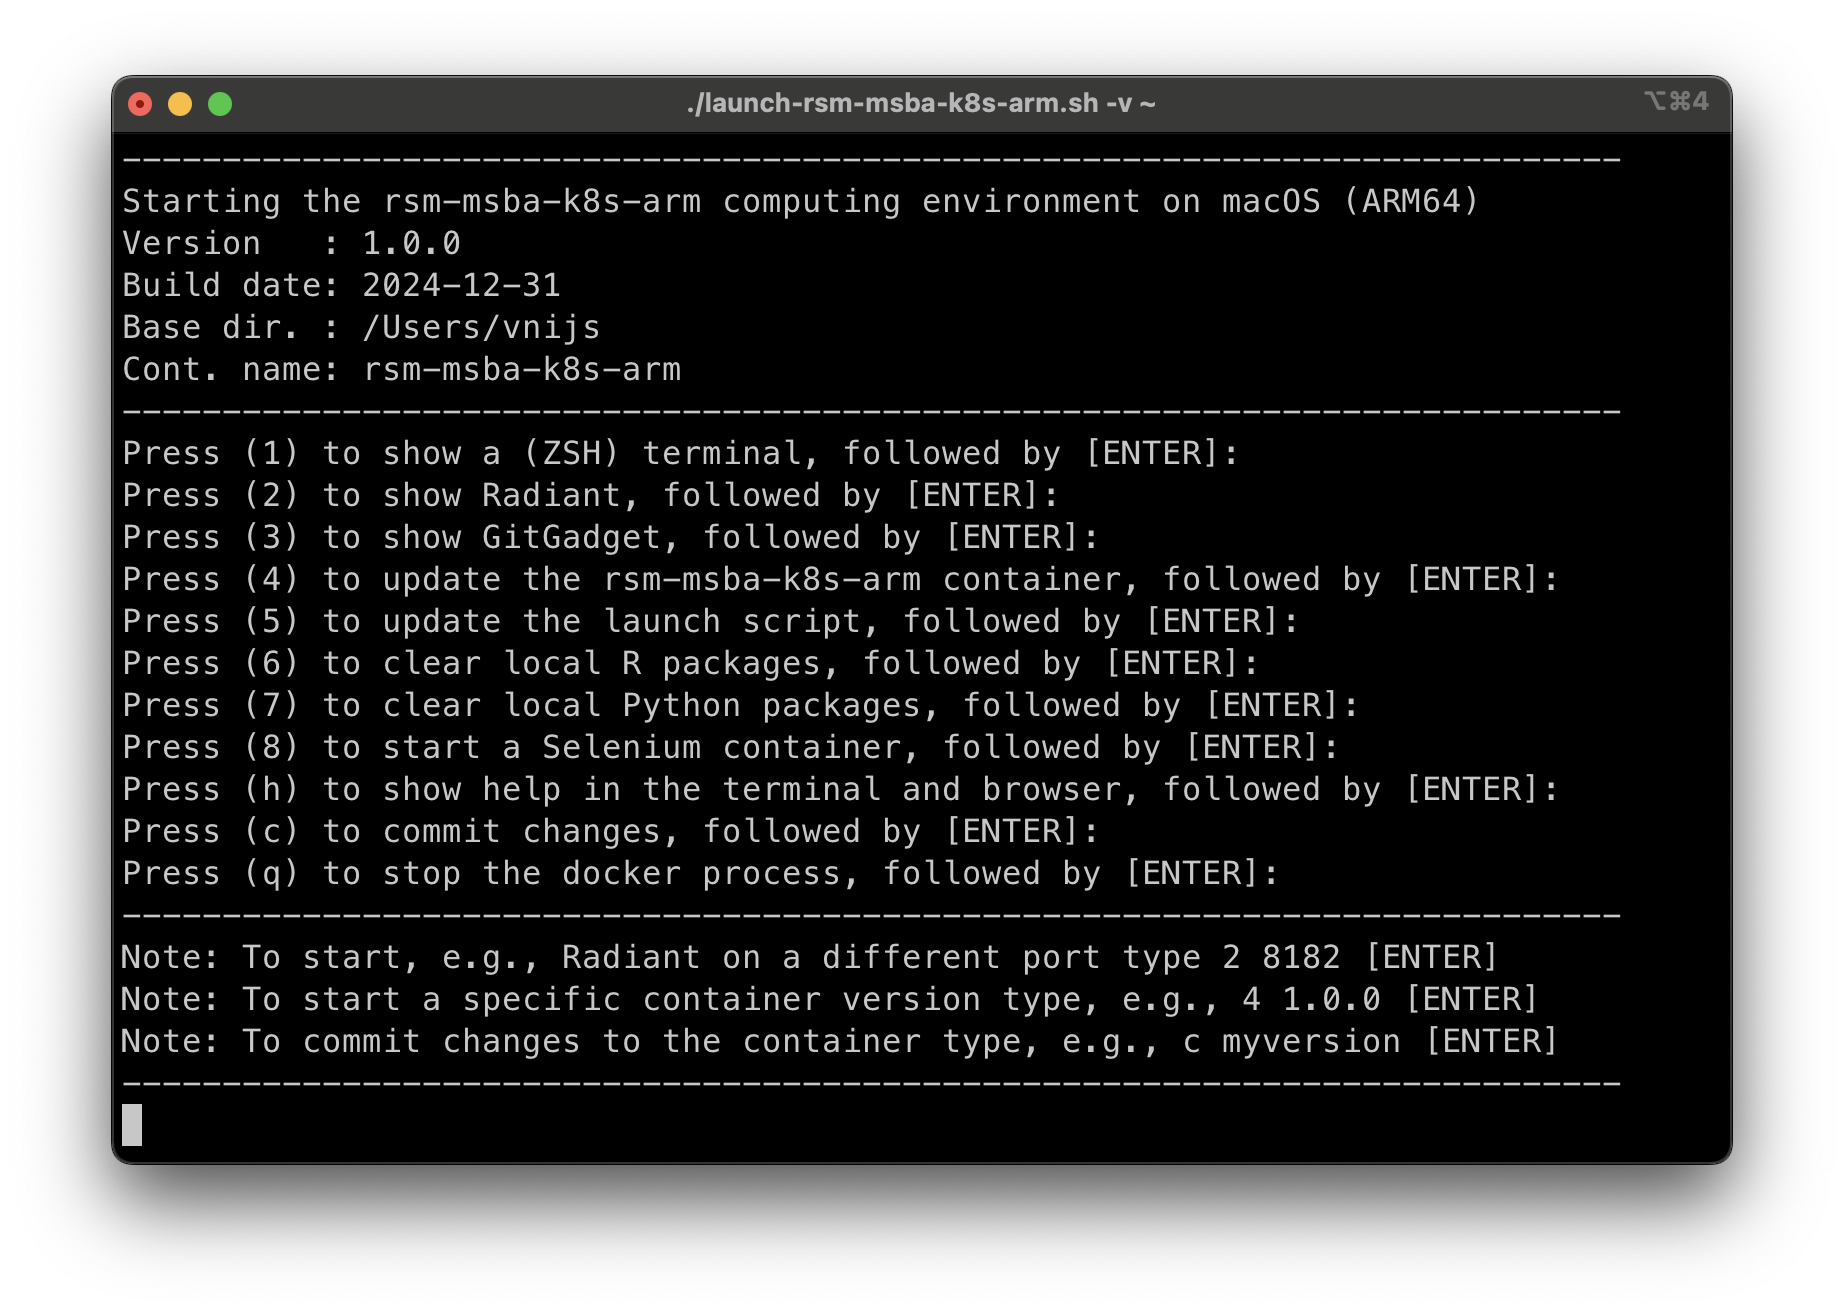 ./launch-rsm-msba-k8s-arm.sh -v ~ ⌥⌘4
---------------------------------------------------------------------------
Starting the rsm-msba-k8s-arm computing environment on macOS (ARM64)
Version   : 1.0.0
Build date: 2024-12-31
Base dir. : /Users/vnijs
Cont. name: rsm-msba-k8s-arm
---------------------------------------------------------------------------
Press (1) to show a (ZSH) terminal, followed by [ENTER]:
Press (2) to show Radiant, followed by [ENTER]:
Press (3) to show GitGadget, followed by [ENTER]:
Press (4) to update the rsm-msba-k8s-arm container, followed by [ENTER]:
Press (5) to update the launch script, followed by [ENTER]:
Press (6) to clear local R packages, followed by [ENTER]:
Press (7) to clear local Python packages, followed by [ENTER]:
Press (8) to start a Selenium container, followed by [ENTER]:
Press (h) to show help in the terminal and browser, followed by [ENTER]:
Press (c) to commit changes, followed by [ENTER]:
Press (q) to stop the docker process, followed by [ENTER]:
---------------------------------------------------------------------------
Note: To start, e.g., Radiant on a different port type 2 8182 [ENTER]
Note: To start a specific container version type, e.g., 4 1.0.0 [ENTER]
Note: To commit changes to the container type, e.g., c myversion [ENTER]
---------------------------------------------------------------------------